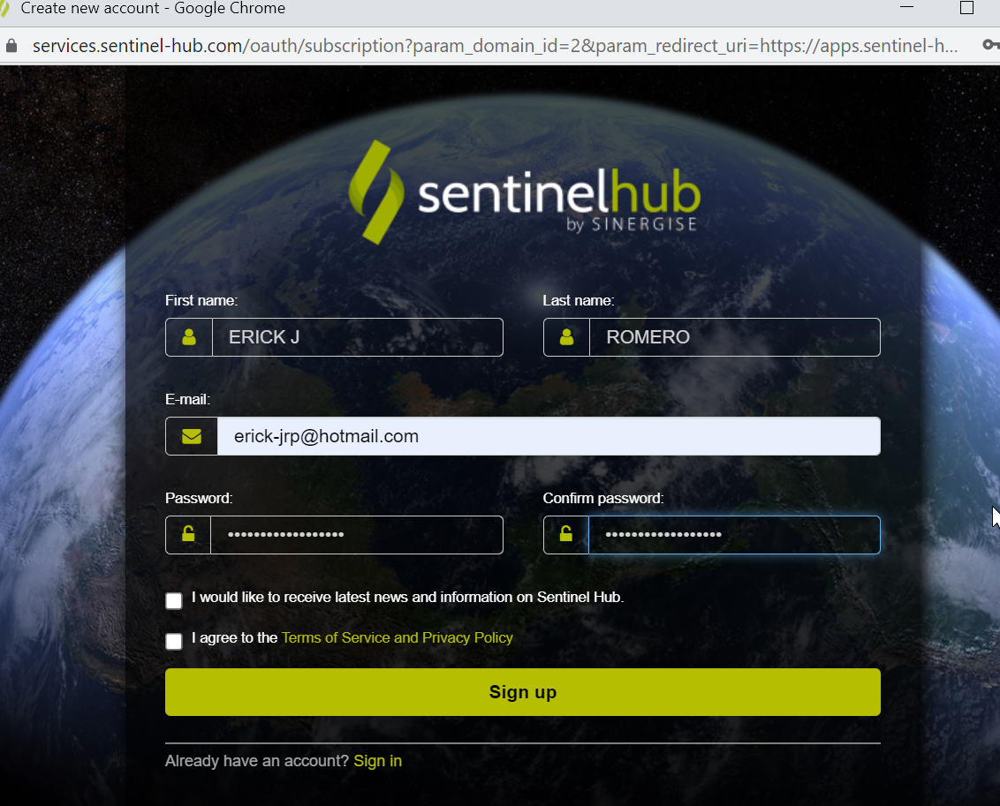 Create new account - Google Chrome
services.sentinel-hub.com/oauth/subscription?param_domain_id=2&param_redirect_uri=https://apps.sentinel-h...
sentinelhub
by SINERGISE
First name:
Last name:
ERICK J
ROMERO
E-mail:
erick-jrp@hotmail.com
Password:
Confirm password:
••••••••••••••••••
••••••••••••••••••
I would like to receive latest news and information on Sentinel Hub.
I agree to the Terms of Service and Privacy Policy
Sign up
Already have an account? Sign in